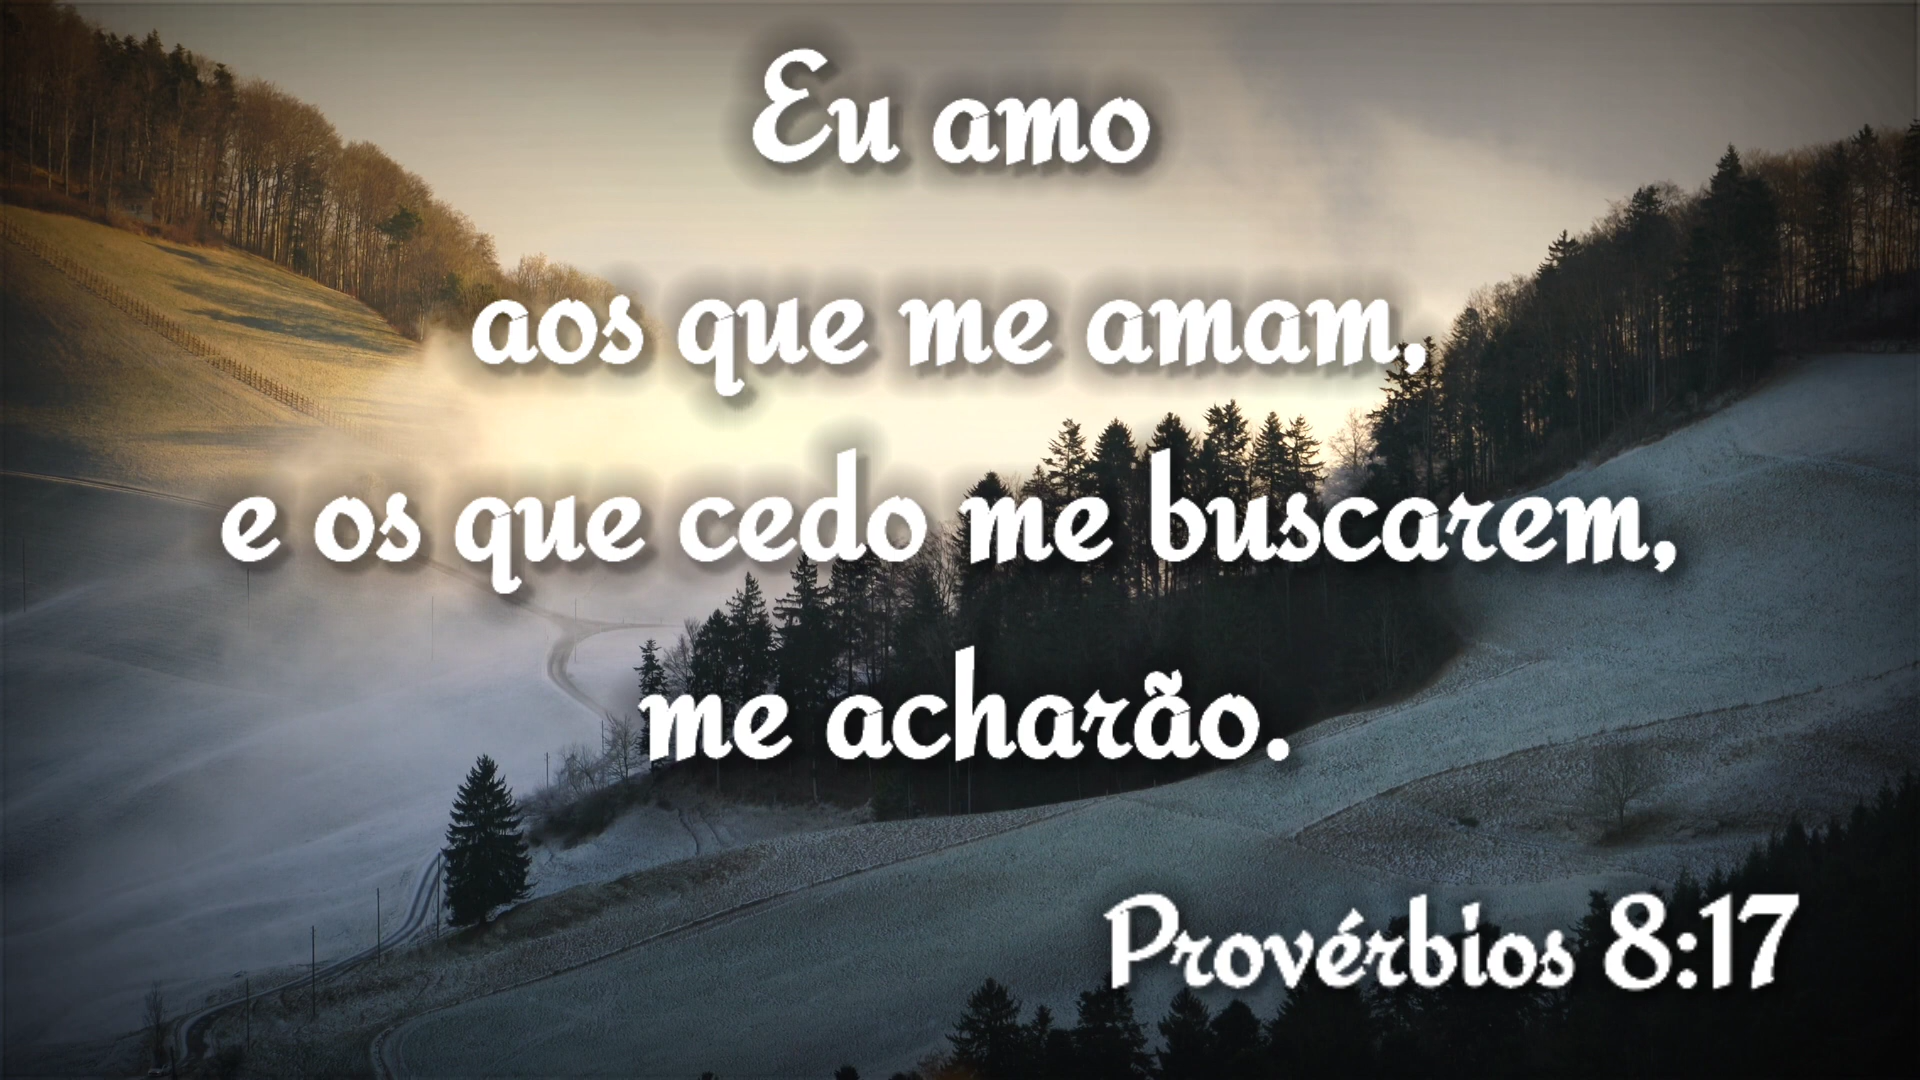 Eu amo
aos que me amam,
e os que cedo me buscarem,
me acharão.
Provérbios 8:17